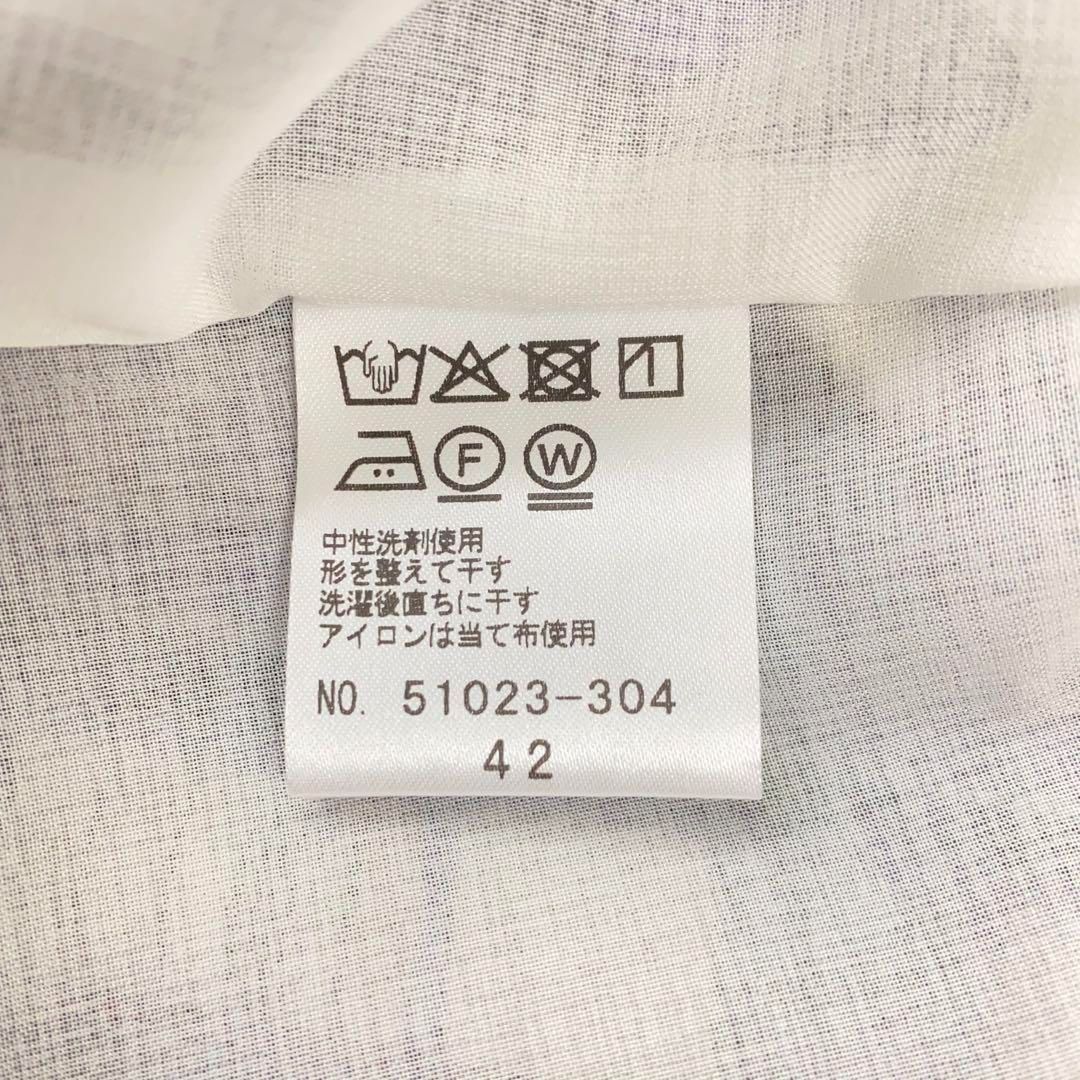 F W
中性洗剤使用
形を整えて干す
洗濯後直ちに干す
アイロンは当て布使用
NO. 51023-304
42